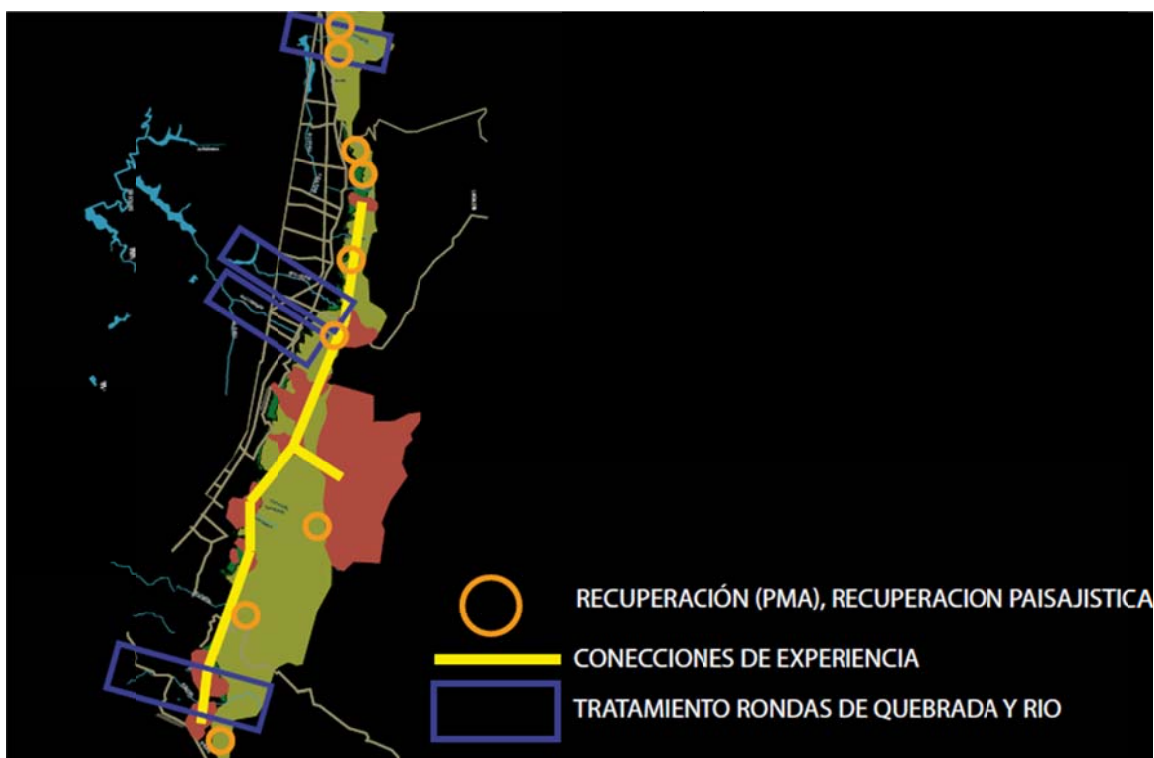 RECUPERACIÓN (PMA), RECUPERACION PAISAJISTICA
CONECCIONES DE EXPERIENCIA
TRATAMIENTO RONDAS DE QUEBRADA Y RIO